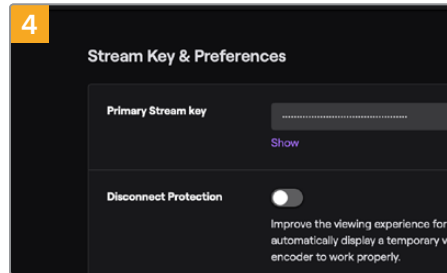 4
Stream Key & Preferences
Primary Stream key
Show
Disconnect Protection
Improve the viewing experience for
automatically display a temporary
encoder to work properly.